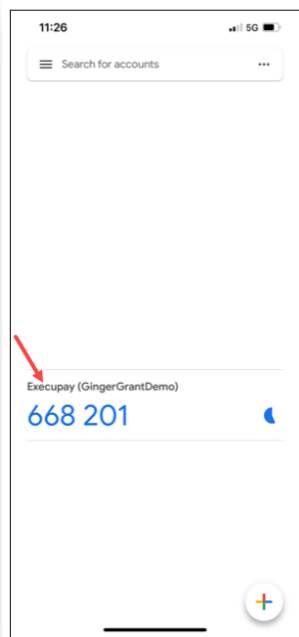 11:26
5G
Search for accounts
Execupay (GingerGrantDemo)
668 201